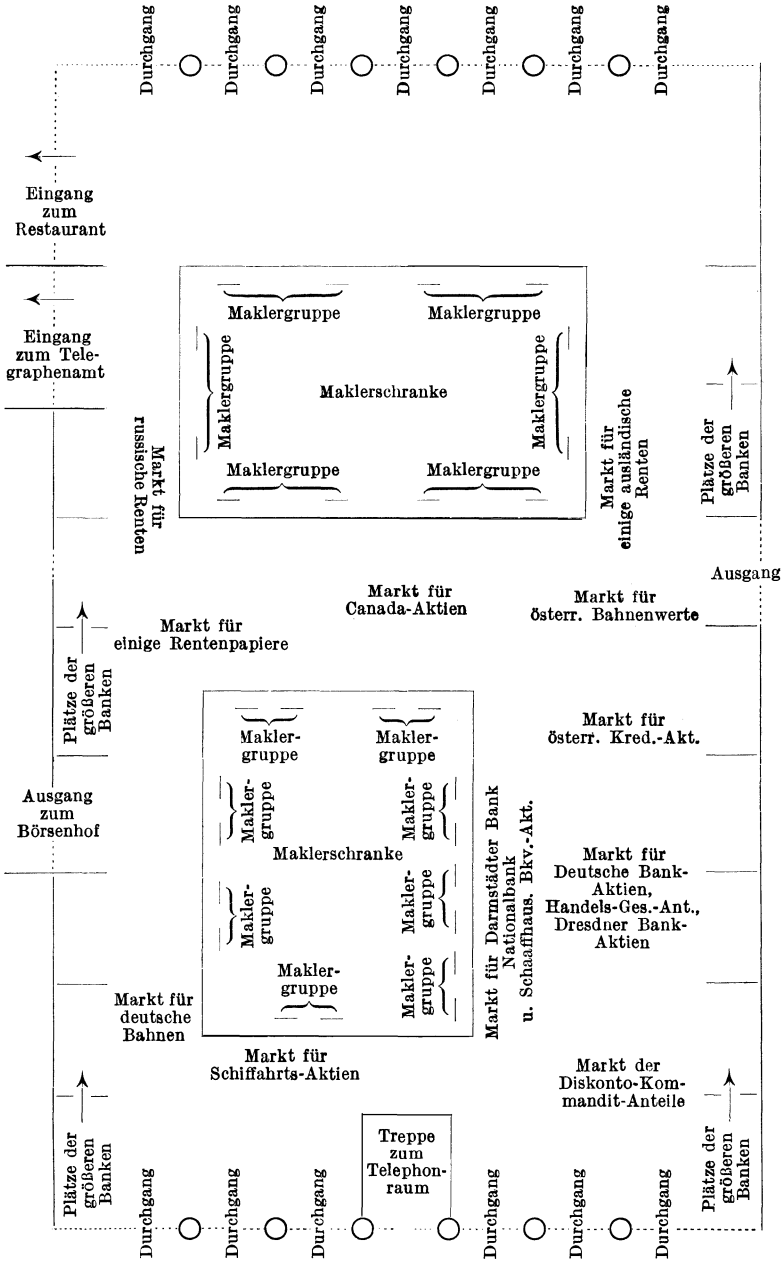 Durchgang
Durchgang
Durchgang
Durchgang
Durchgang
Durchgang
Durchgang
Eingang
zum
Restaurant
Eingang
zum Tele-
graphenamt
Maklergruppe
Maklergruppe
Maklergruppe
Maklerschranke
Maklergruppe
Maklergruppe
Maklergruppe
Markt für
russische Renten
Markt für
einige ausländische
Renten
Plätze der
größeren
Banken
Ausgang
Markt für
Canada-Aktien
Markt für
österr. Bahnenwerte
Markt für
einige Rentenpapiere
Plätze der
größeren
Banken
Makler-
gruppe
Makler-
gruppe
Markt für
österr. Kred.-Akt.
Ausgang
zum
Börsenhof
Makler-
gruppe
Makler-
gruppe
Maklerschranke
Makler-
gruppe
Makler-
gruppe
Makler-
gruppe
Makler-
gruppe
Markt für Darmstädter Bank
Nationalbank
u. Schaaffhaus. Bkv.-Akt.
Markt für
Deutsche Bank-
Aktien,
Handels-Ges.-Ant.,
Dresdner Bank-
Aktien
Markt für
deutsche
Bahnen
Markt für
Schiffahrts-Aktien
Markt der
Diskonto-Kom-
mandit-Anteile
Plätze der
größeren
Banken
Treppe
zum
Telephon-
raum
Plätze der
größeren
Banken
Durchgang
Durchgang
Durchgang
Durchgang
Durchgang
Durchgang